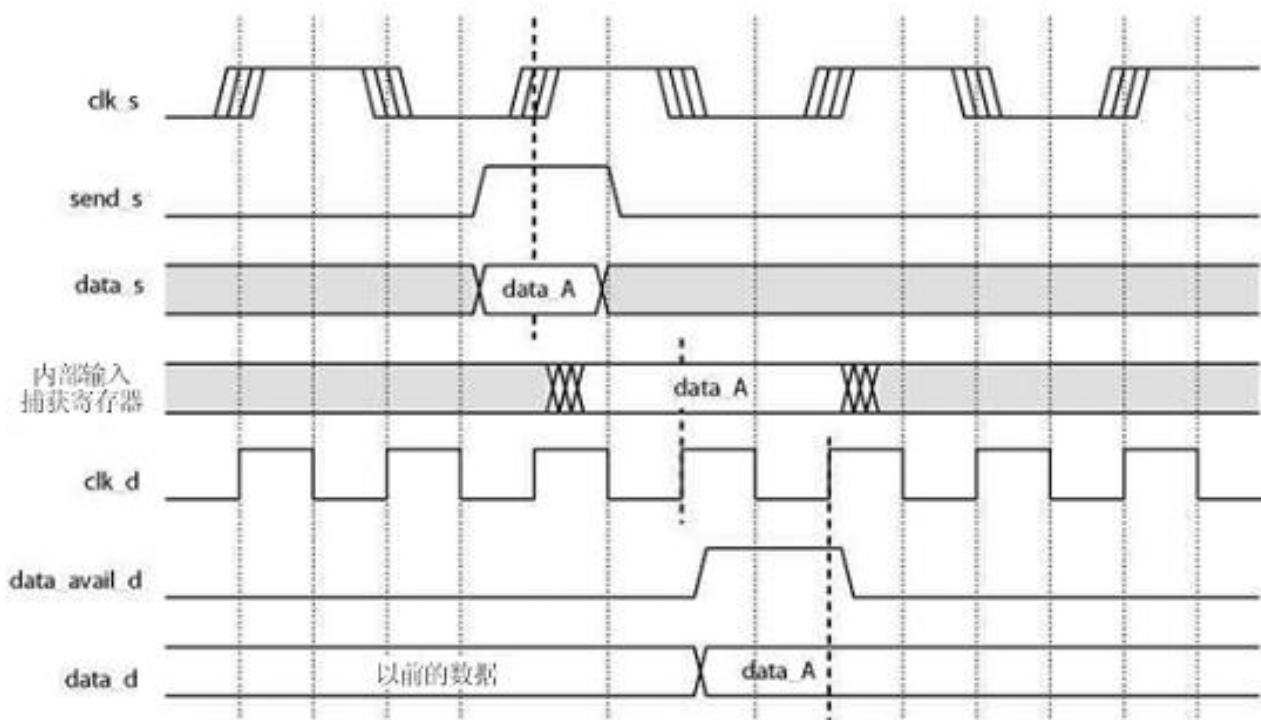 clk_s
send_s
data_s
data_A
内部输入
捕获寄存器
data_A
clk_d
data_avail_d
data_d
以前的数据
data_A